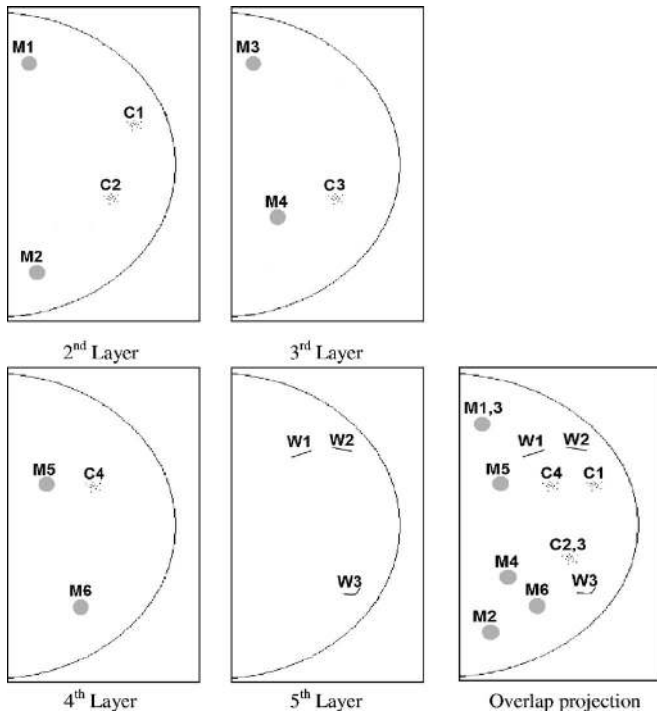 M1
C1
C2
M2
2nd Layer
M3
C3
M4
3rd Layer
M5
C4
M6
4th Layer
W1 W2
W3
5th Layer
M1,3
W1 W2
M5 C4 C1
C2,3
M4
M6 W3
M2
Overlap projection